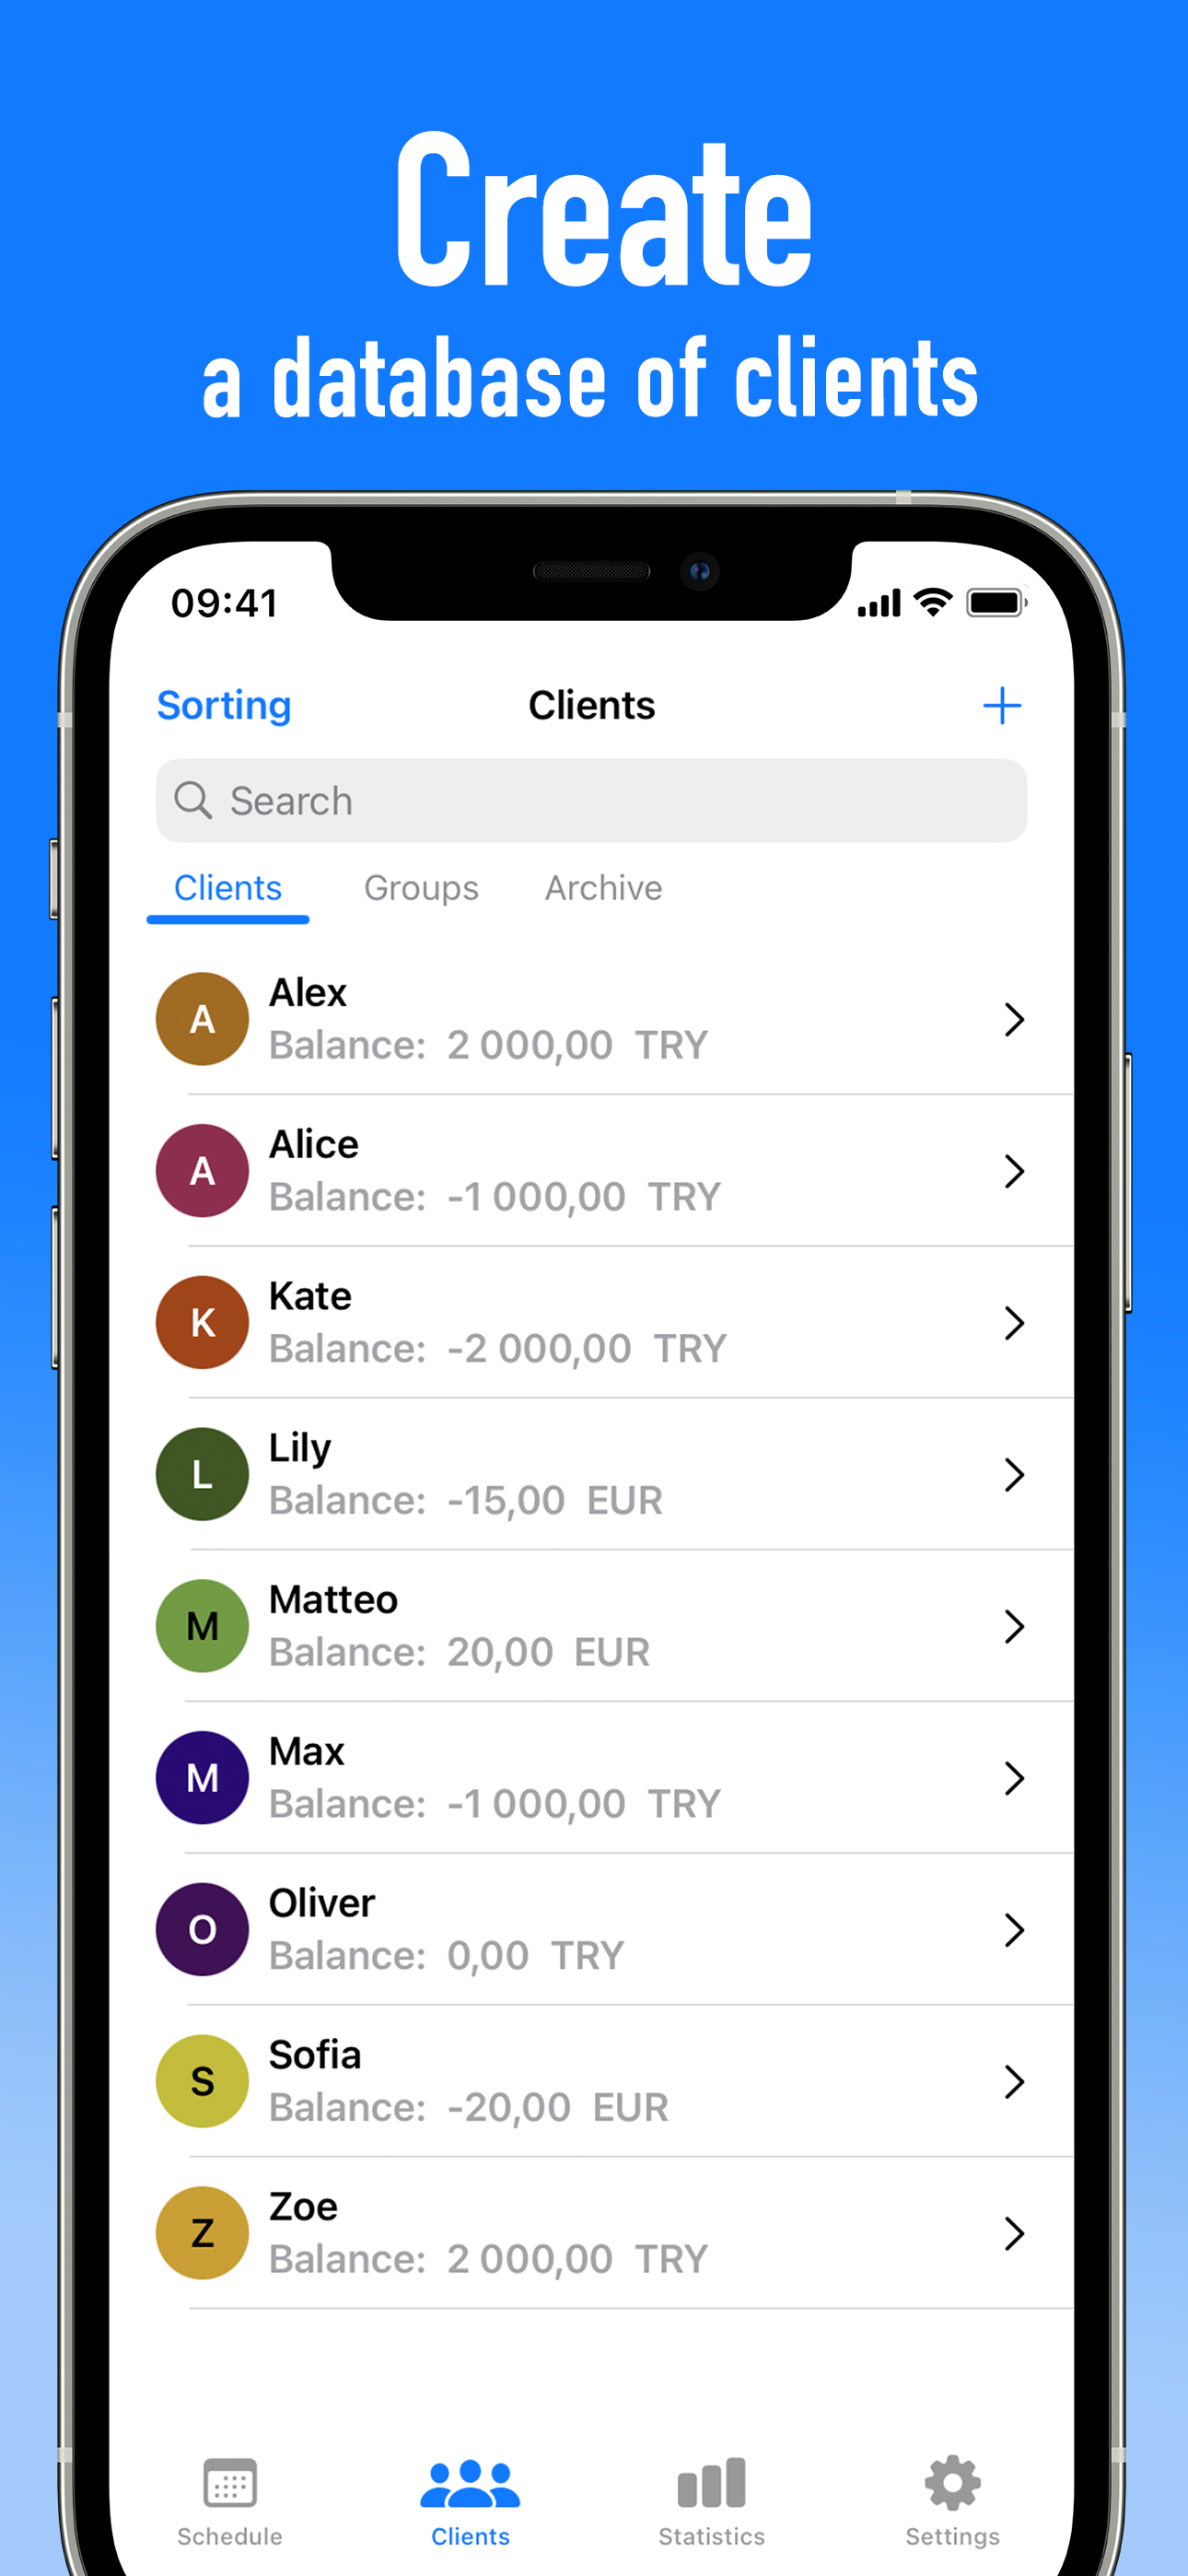 Create
a database of clients
09:41
Sorting
Clients
Search
Clients Groups Archive
A
Alex
Balance: 2 000,00 TRY
A
Alice
Balance: -1 000,00 TRY
K
Kate
Balance: -2 000,00 TRY
L
Lily
Balance: -15,00 EUR
M
Matteo
Balance: 20,00 EUR
M
Max
Balance: -1 000,00 TRY
O
Oliver
Balance: 0,00 TRY
S
Sofia
Balance: -20,00 EUR
Z
Zoe
Balance: 2 000,00 TRY
Schedule Clients Statistics Settings